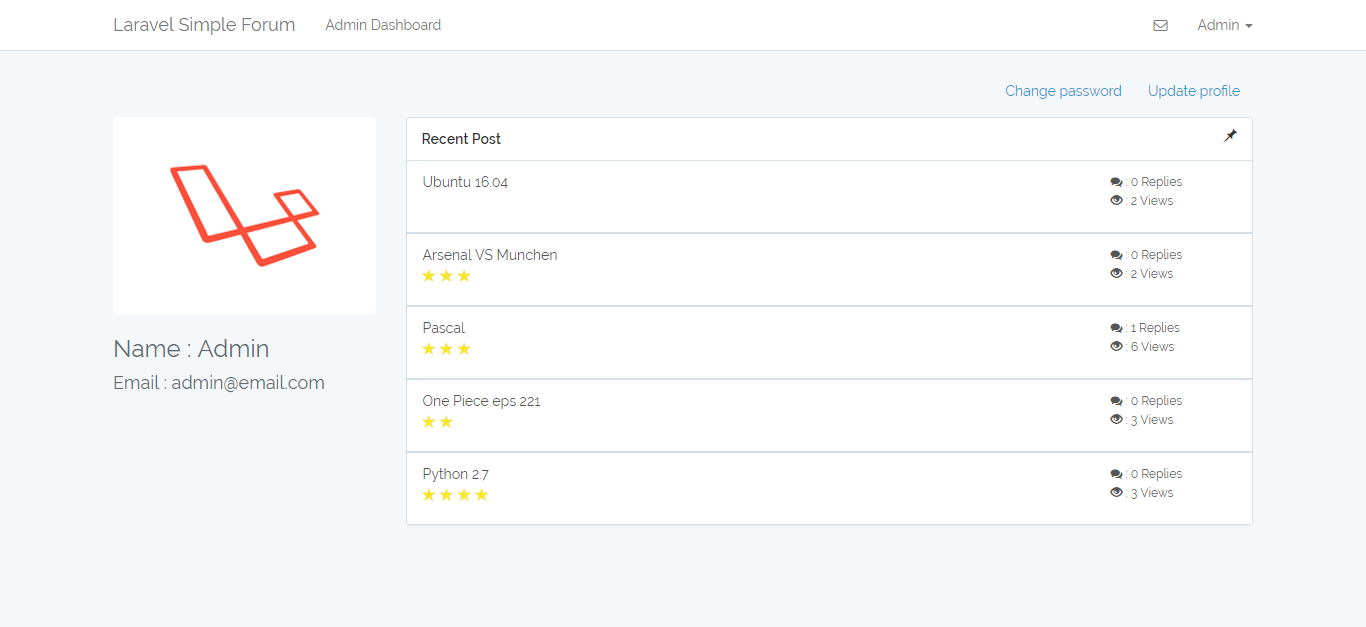 Laravel Simple Forum Admin Dashboard Admin
Change password Update profile
Name : Admin
Email : admin@email.com
Recent Post
Ubuntu 16.04
: 0 Replies
: 2 Views
Arsenal VS Munchen
: 0 Replies
: 2 Views
Pascal
: 1 Replies
: 6 Views
One Piece eps 221
: 0 Replies
: 3 Views
Python 2.7
: 0 Replies
: 3 Views